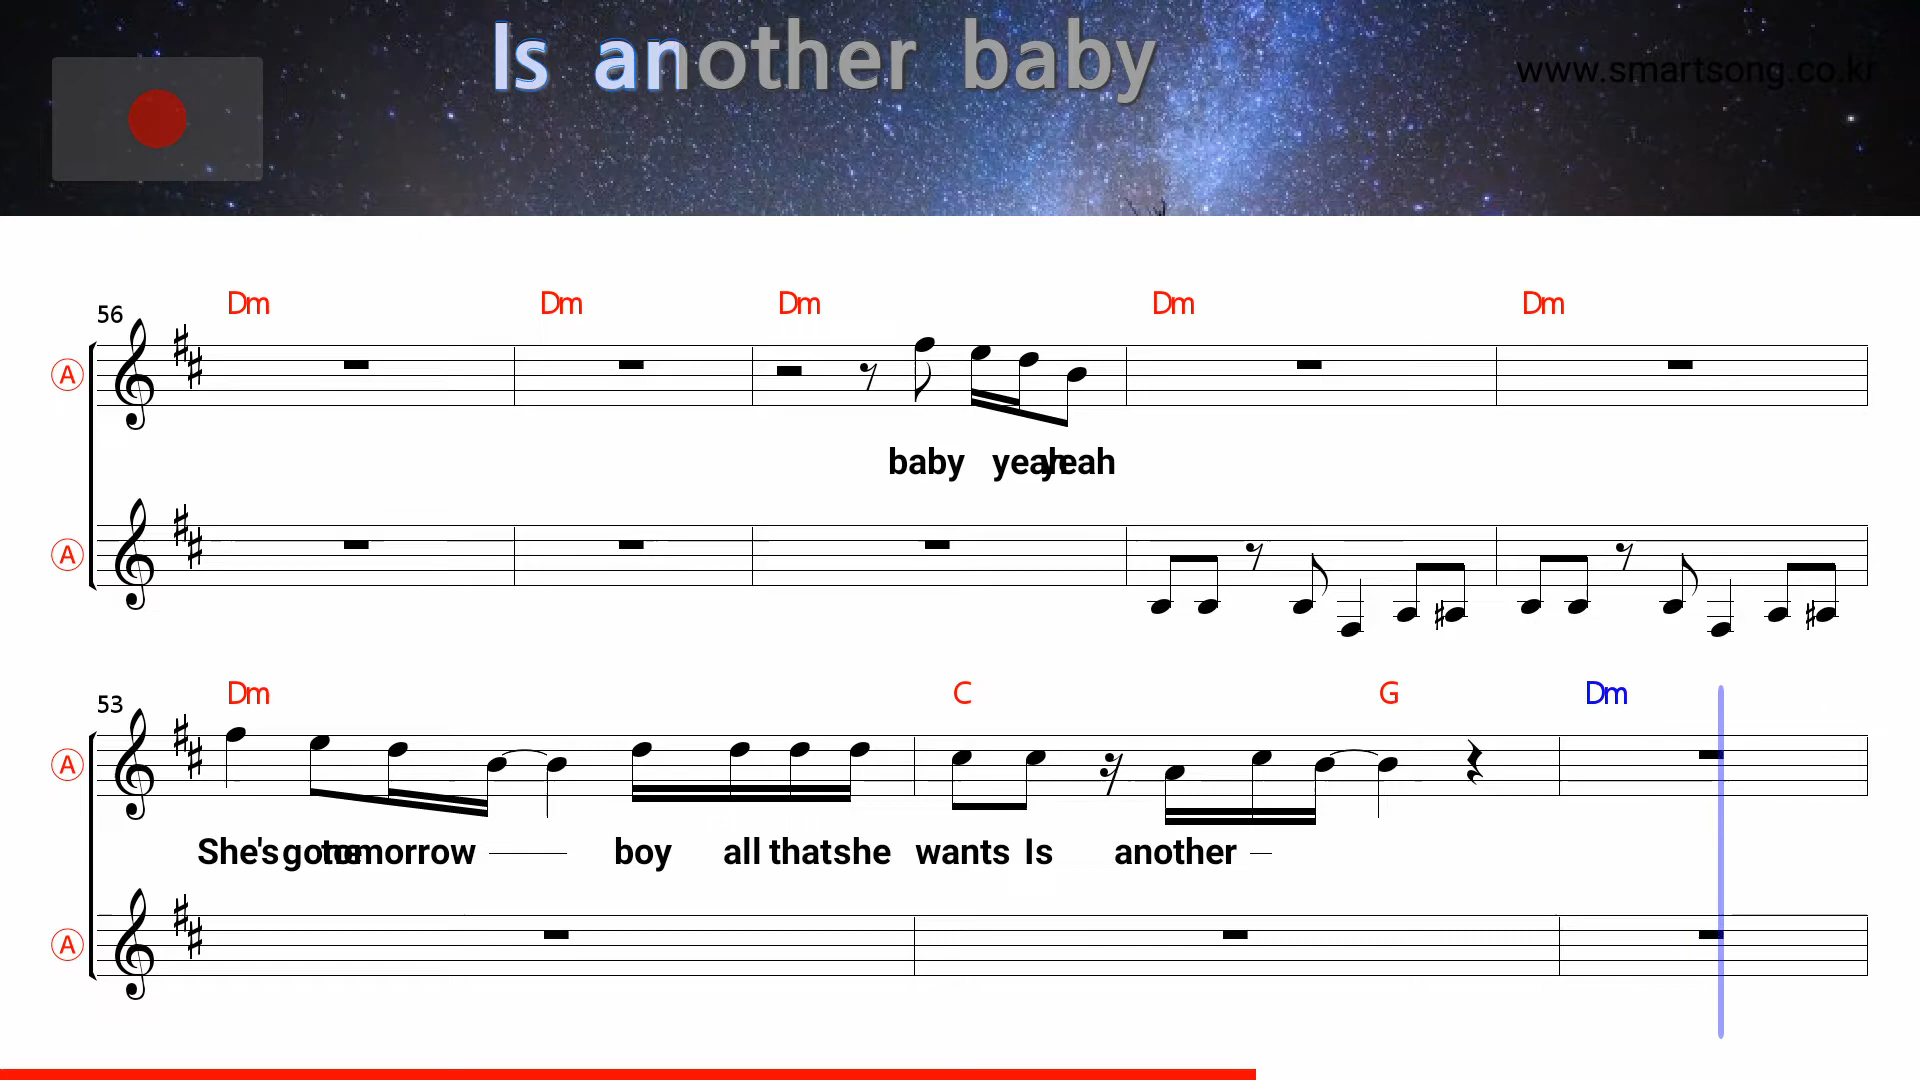 Is another baby
www.smartsong.co.kr
56 Dm Dm Dm Dm Dm
A
baby yeah yeah
A
53 Dm C G Dm
A
She's gone tomorrow boy all that she wants Is another
A